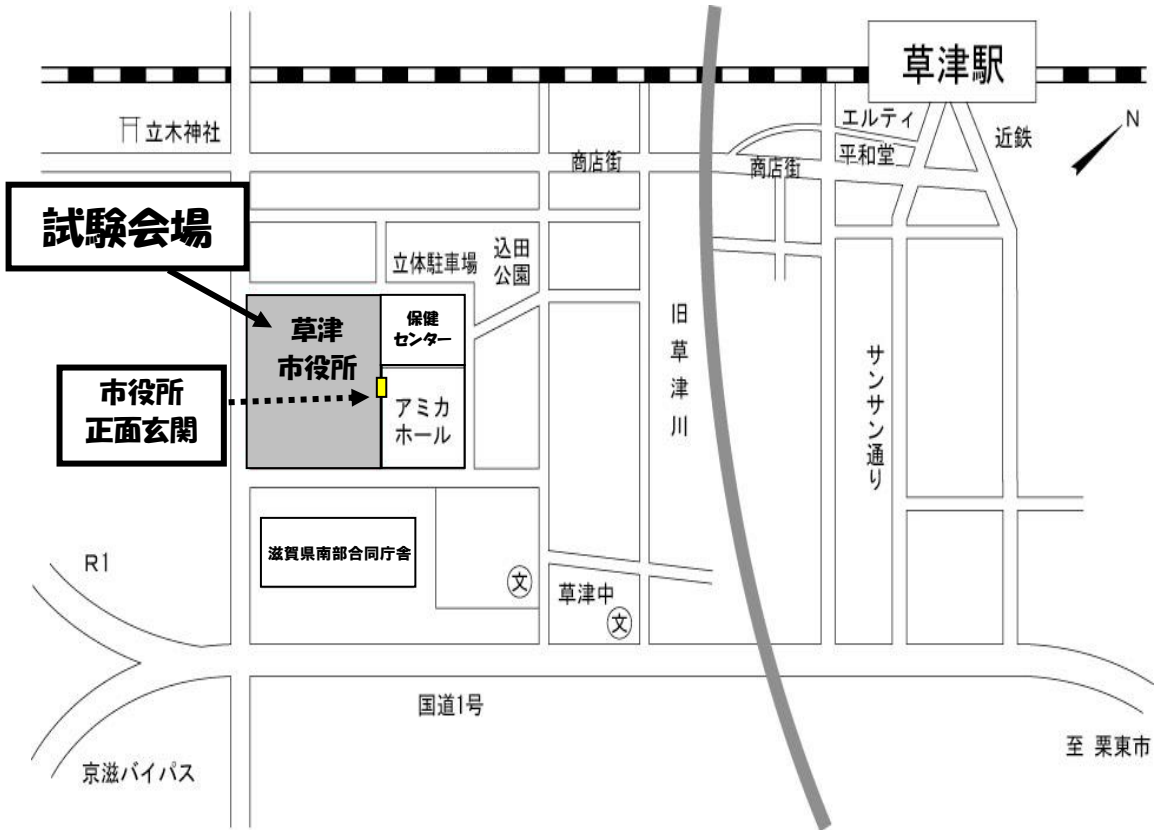 草津駅
エルティ
近鉄
N
立木神社
商店街
商店街
平和堂
試験会場
込田
公園
立体駐車場
草津
市役所
保健
センター
旧草津川
サンサン通り
市役所
正面玄関
アミカ
ホール
滋賀県南部合同庁舎
R1
文
草津中
文
国道1号
至 栗東市
京滋バイパス